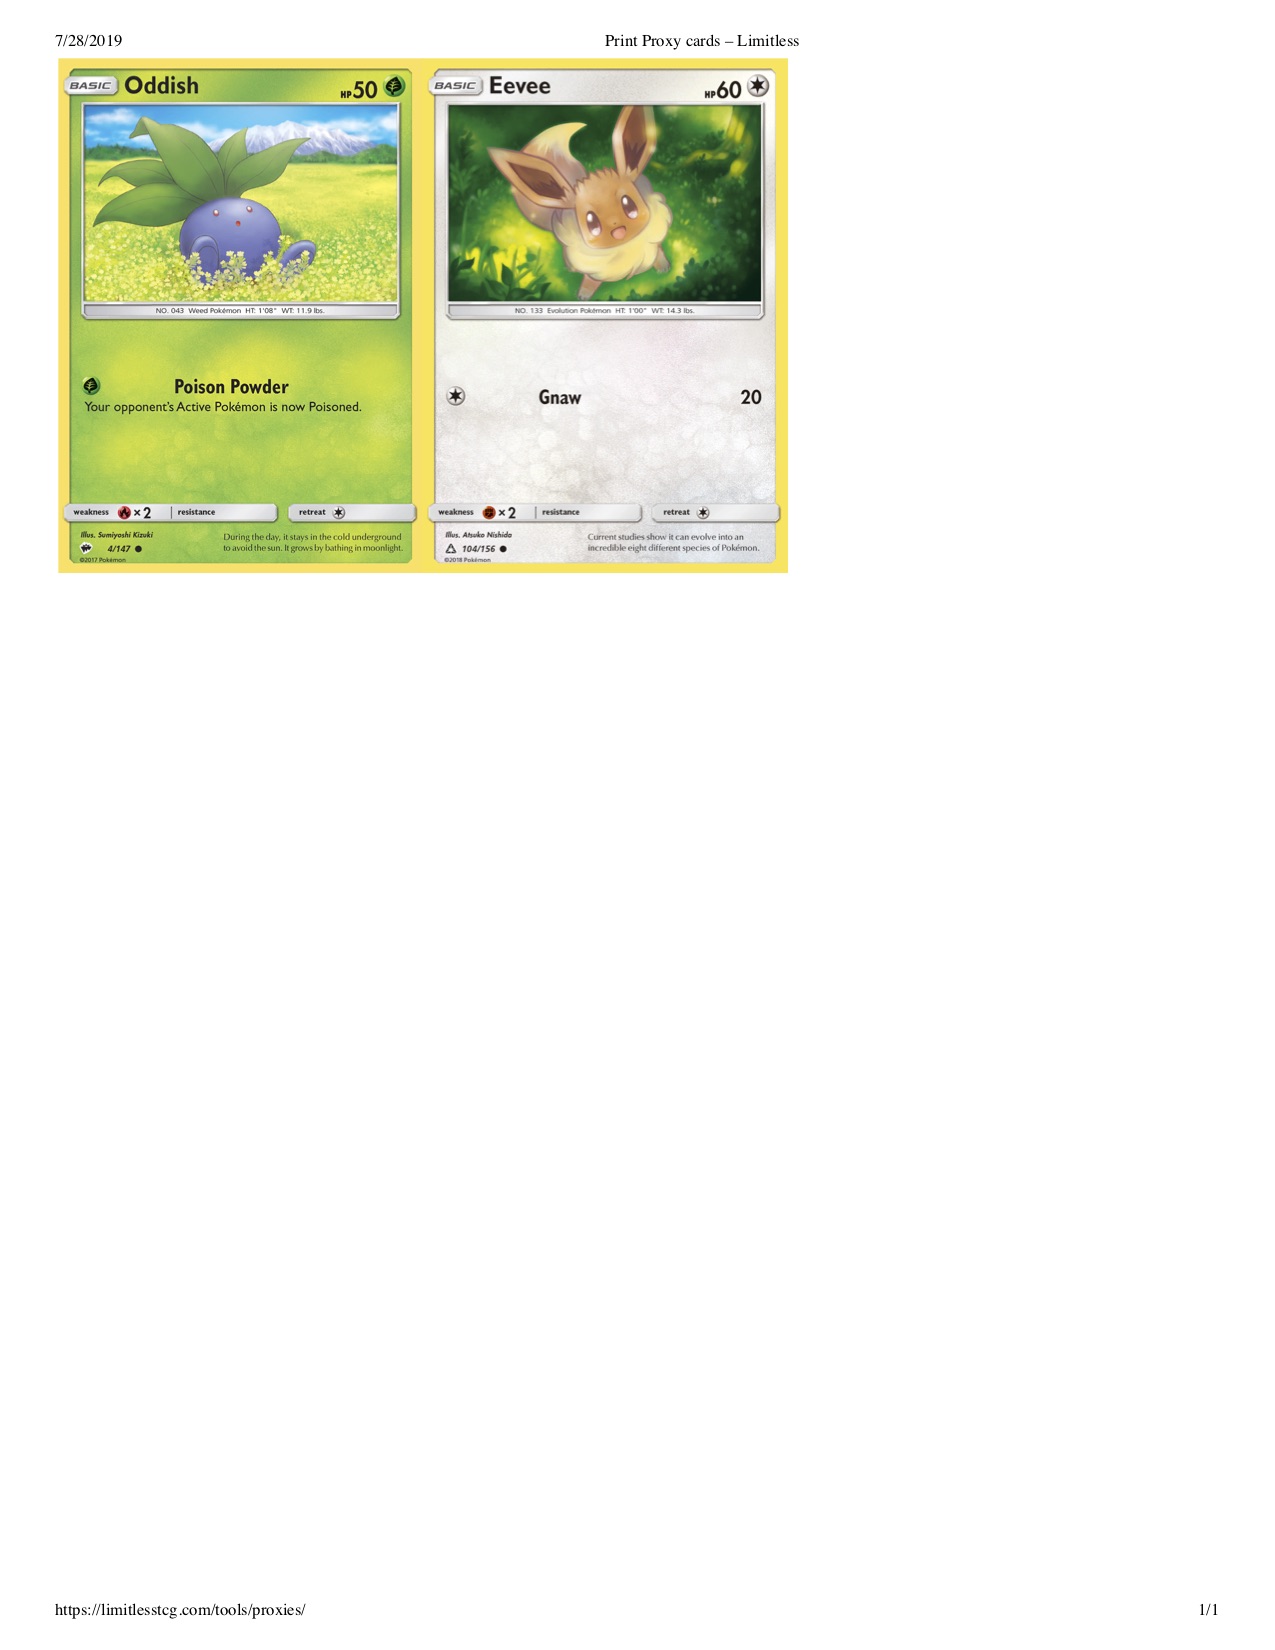 7/28/2019 Print Proxy cards – Limitless
BASIC Oddish HP50
NO. 043 Weed Pokémon HT: 1'08" WT: 11.9 lbs.
Poison Powder
Your opponent's Active Pokémon is now Poisoned.
weakness ×2 resistance retreat
Illus. Sumiyoshi Kizuki
4/147
©2017 Pokémon
During the day, it stays in the cold underground
to avoid the sun. It grows by bathing in moonlight.
BASIC Eevee HP60
NO. 133 Evolution Pokémon HT: 1'00" WT: 14.3 lbs.
Gnaw 20
weakness ×2 resistance retreat
Illus. Atsuko Nishida
104/156
©2018 Pokémon
Current studies show it can evolve into an
incredible eight different species of Pokémon.
https://limitlesstcg.com/tools/proxies/ 1/1